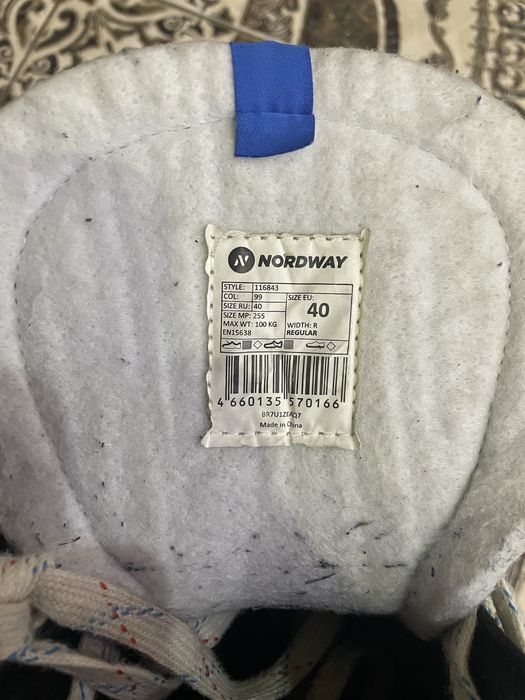 N NORDWAY
STYLE: 116843
COL: 99
SIZE RU: 40
SIZE MP: 255
MAX WT: 100 KG
EN15638
SIZE EU:
40
WIDTH: R
REGULAR
4 660135 570166
Made in China